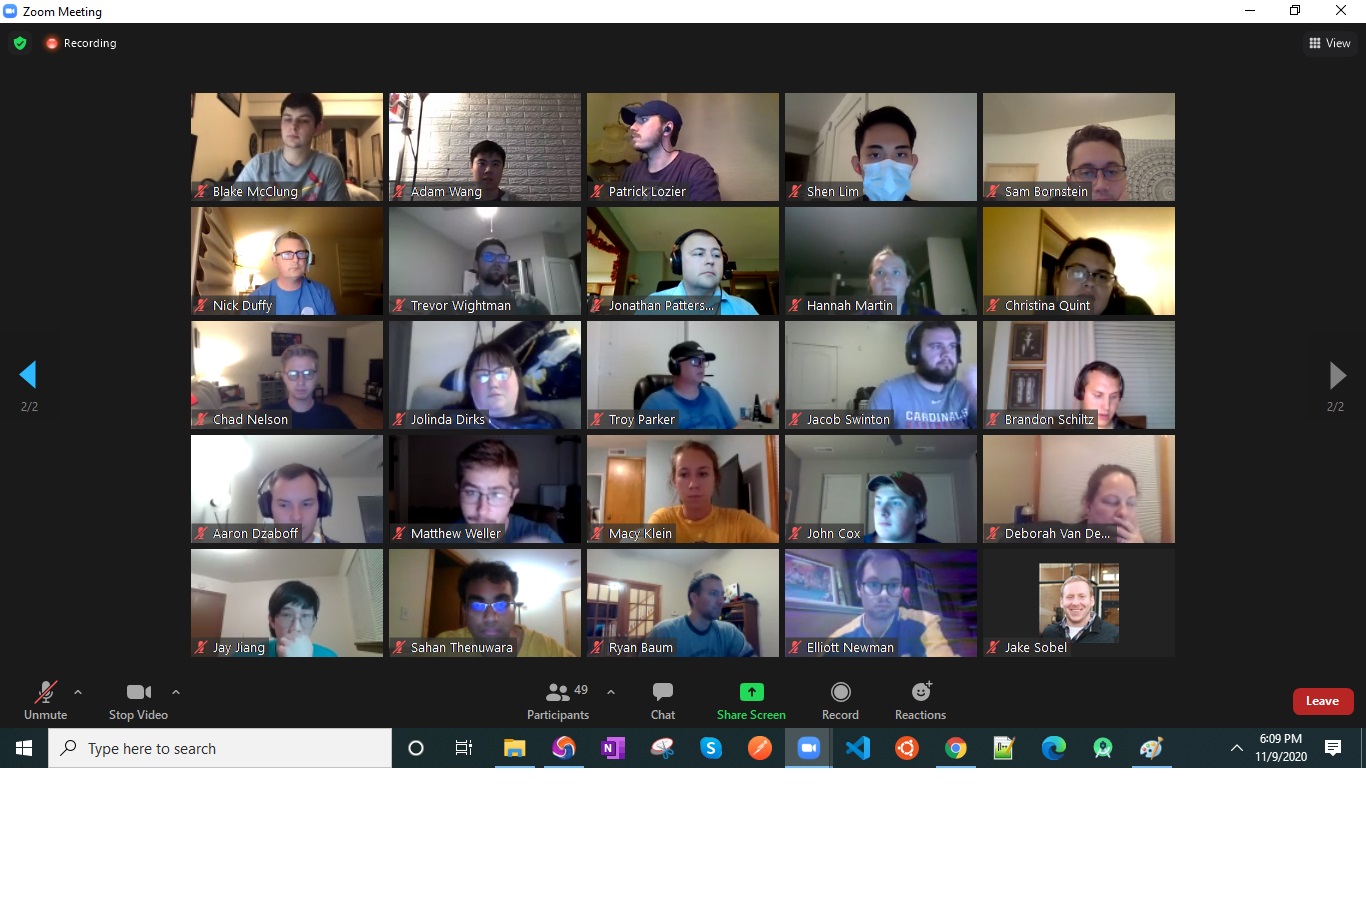 Zoom Meeting
Recording
View
Blake McClung
Adam Wang
Patrick Lozier
Shen Lim
Sam Bornstein
Nick Duffy
Trevor Wightman
Jonathan Patters...
Hannah Martin
Christina Quint
Chad Nelson
Jolinda Dirks
Troy Parker
Jacob Swinton
CARDINALS
Brandon Schiltz
2/2
2/2
Aaron Dzaboff
Matthew Weller
Macy Klein
John Cox
Deborah Van De...
Jay Jiang
Sahan Thenuwara
Ryan Baum
Elliott Newman
Jake Sobel
Unmute
Stop Video
49
Participants
Chat
Share Screen
Record
Reactions
Leave
Type here to search
6:09 PM
11/9/2020